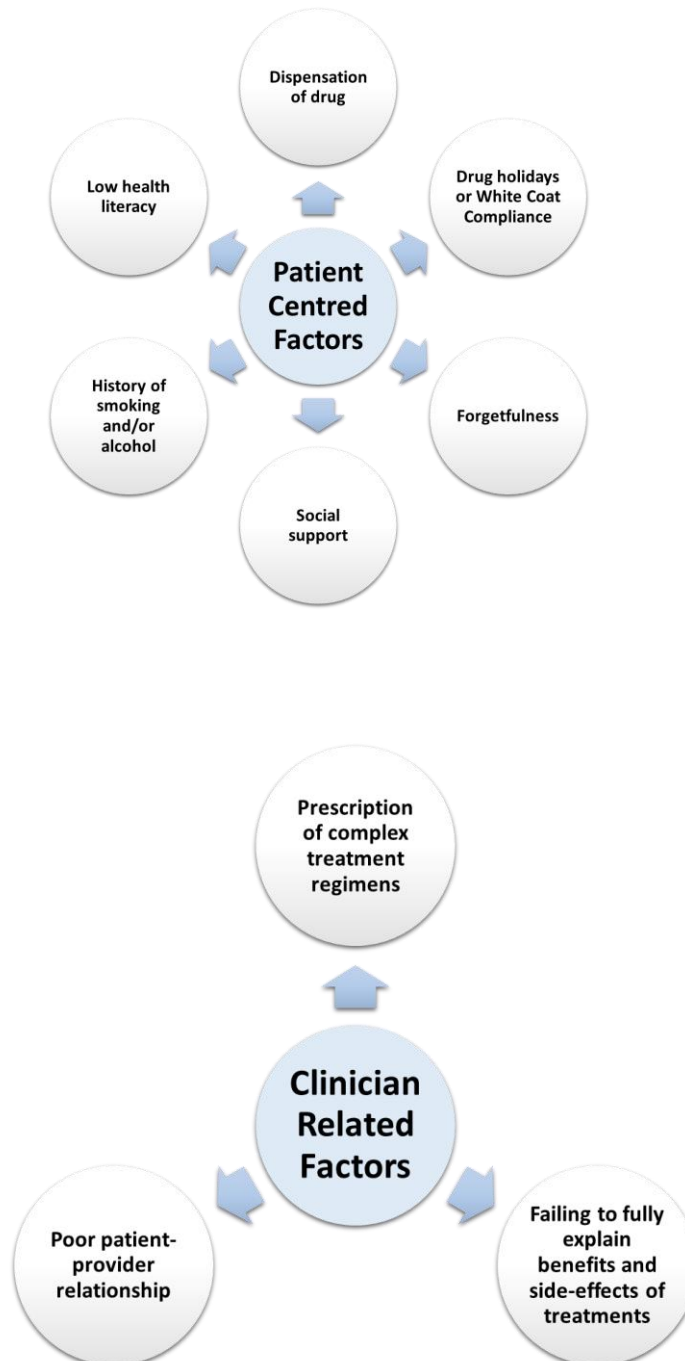 Dispensation
of drug
Low health
literacy
Drug holidays
or White Coat
Compliance
Patient
Centred
Factors
History of
smoking
and/or
alcohol
Forgetfulness
Social
support
Prescription
of complex
treatment
regimens
Clinician
Related
Factors
Poor patient-
provider
relationship
Failing to fully
explain
benefits and
side-effects of
treatments